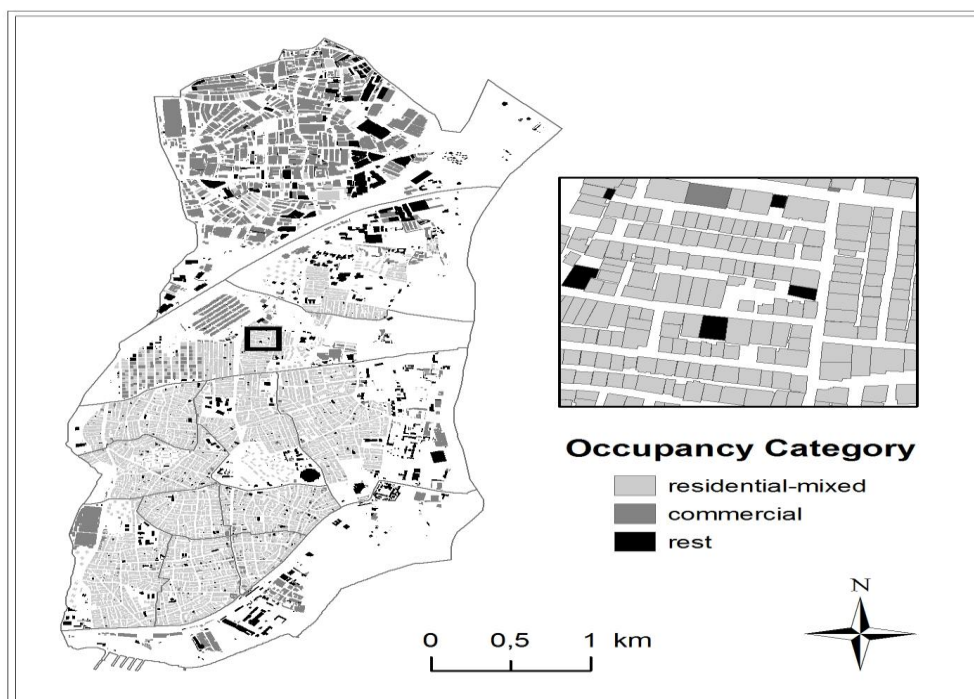 Occupancy Category
residential-mixed
commercial
rest
N
0 0,5 1 km